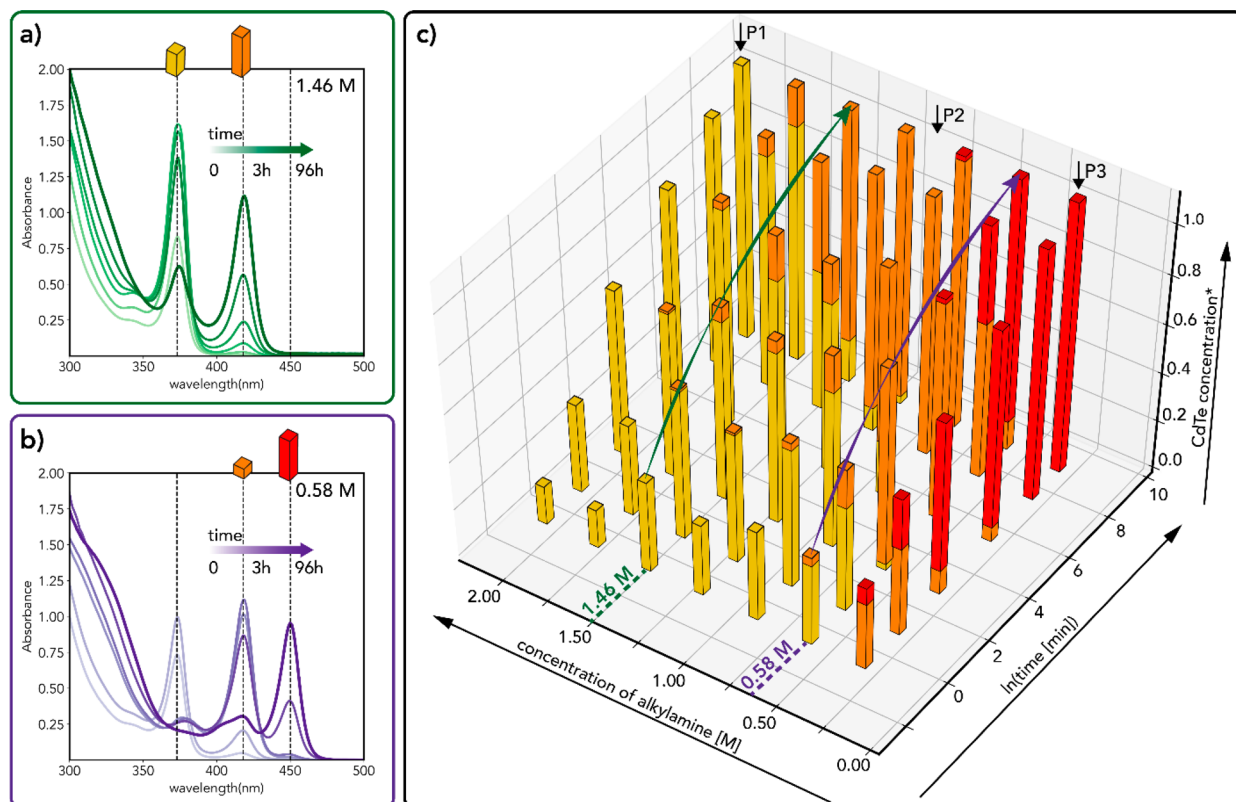 a)
1.46 M
2.00
1.75
1.50
1.25
1.00
0.75
0.50
0.25
Absorbance
time
0 3h 96h
300 350 400 450 500
wavelength(nm)
b)
0.58 M
2.00
1.75
1.50
1.25
1.00
0.75
0.50
0.25
Absorbance
time
0 3h 96h
300 350 400 450 500
wavelength(nm)
c)
P1
P2
P3
1.0
0.8
0.6
0.4
0.2
0.0
CdTe concentration*
10
8
6
4
2
0
ln(time [min])
2.00
1.50
1.00
0.50
0.00
1.46 M
0.58 M
concentration of alkylamine [M]